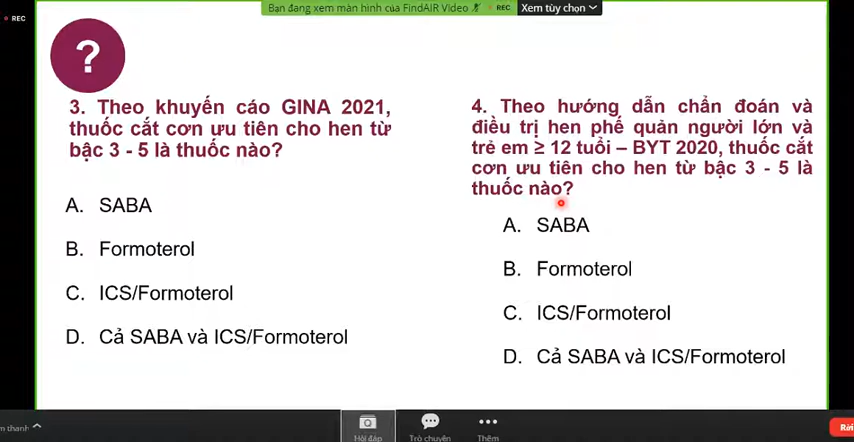 Bạn đang xem màn hình của FindAIR Video
REC
Xem tùy chọn
REC
?
3. Theo khuyến cáo GINA 2021,
thuốc cắt cơn ưu tiên cho hen từ
bậc 3 - 5 là thuốc nào?
A. SABA
B. Formoterol
C. ICS/Formoterol
D. Cả SABA và ICS/Formoterol
4. Theo hướng dẫn chẩn đoán và
điều trị hen phế quản người lớn và
trẻ em ≥ 12 tuổi – BYT 2020, thuốc cắt
cơn ưu tiên cho hen từ bậc 3 - 5 là
thuốc nào?
A. SABA
B. Formoterol
C. ICS/Formoterol
D. Cả SABA và ICS/Formoterol
m thanh
Hỏi đáp
Trò chuyện
Thêm
Rời